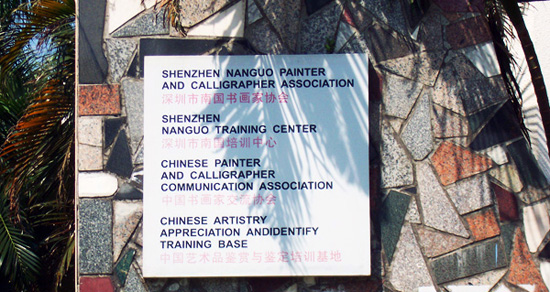 SHENZHEN NANGUO PAINTER
AND CALLIGRAPHER ASSOCIATION
深圳市南国书画家协会
SHENZHEN
NANGUO TRAINING CENTER
深圳市南国培训中心
CHINESE PAINTER
AND CALLIGRAPHER
COMMUNICATION ASSOCIATION
中国书画家交流协会
CHINESE ARTISTRY
APPRECIATION ANDIDENTIFY
TRAINING BASE
中国艺术品鉴赏与鉴定培训基地